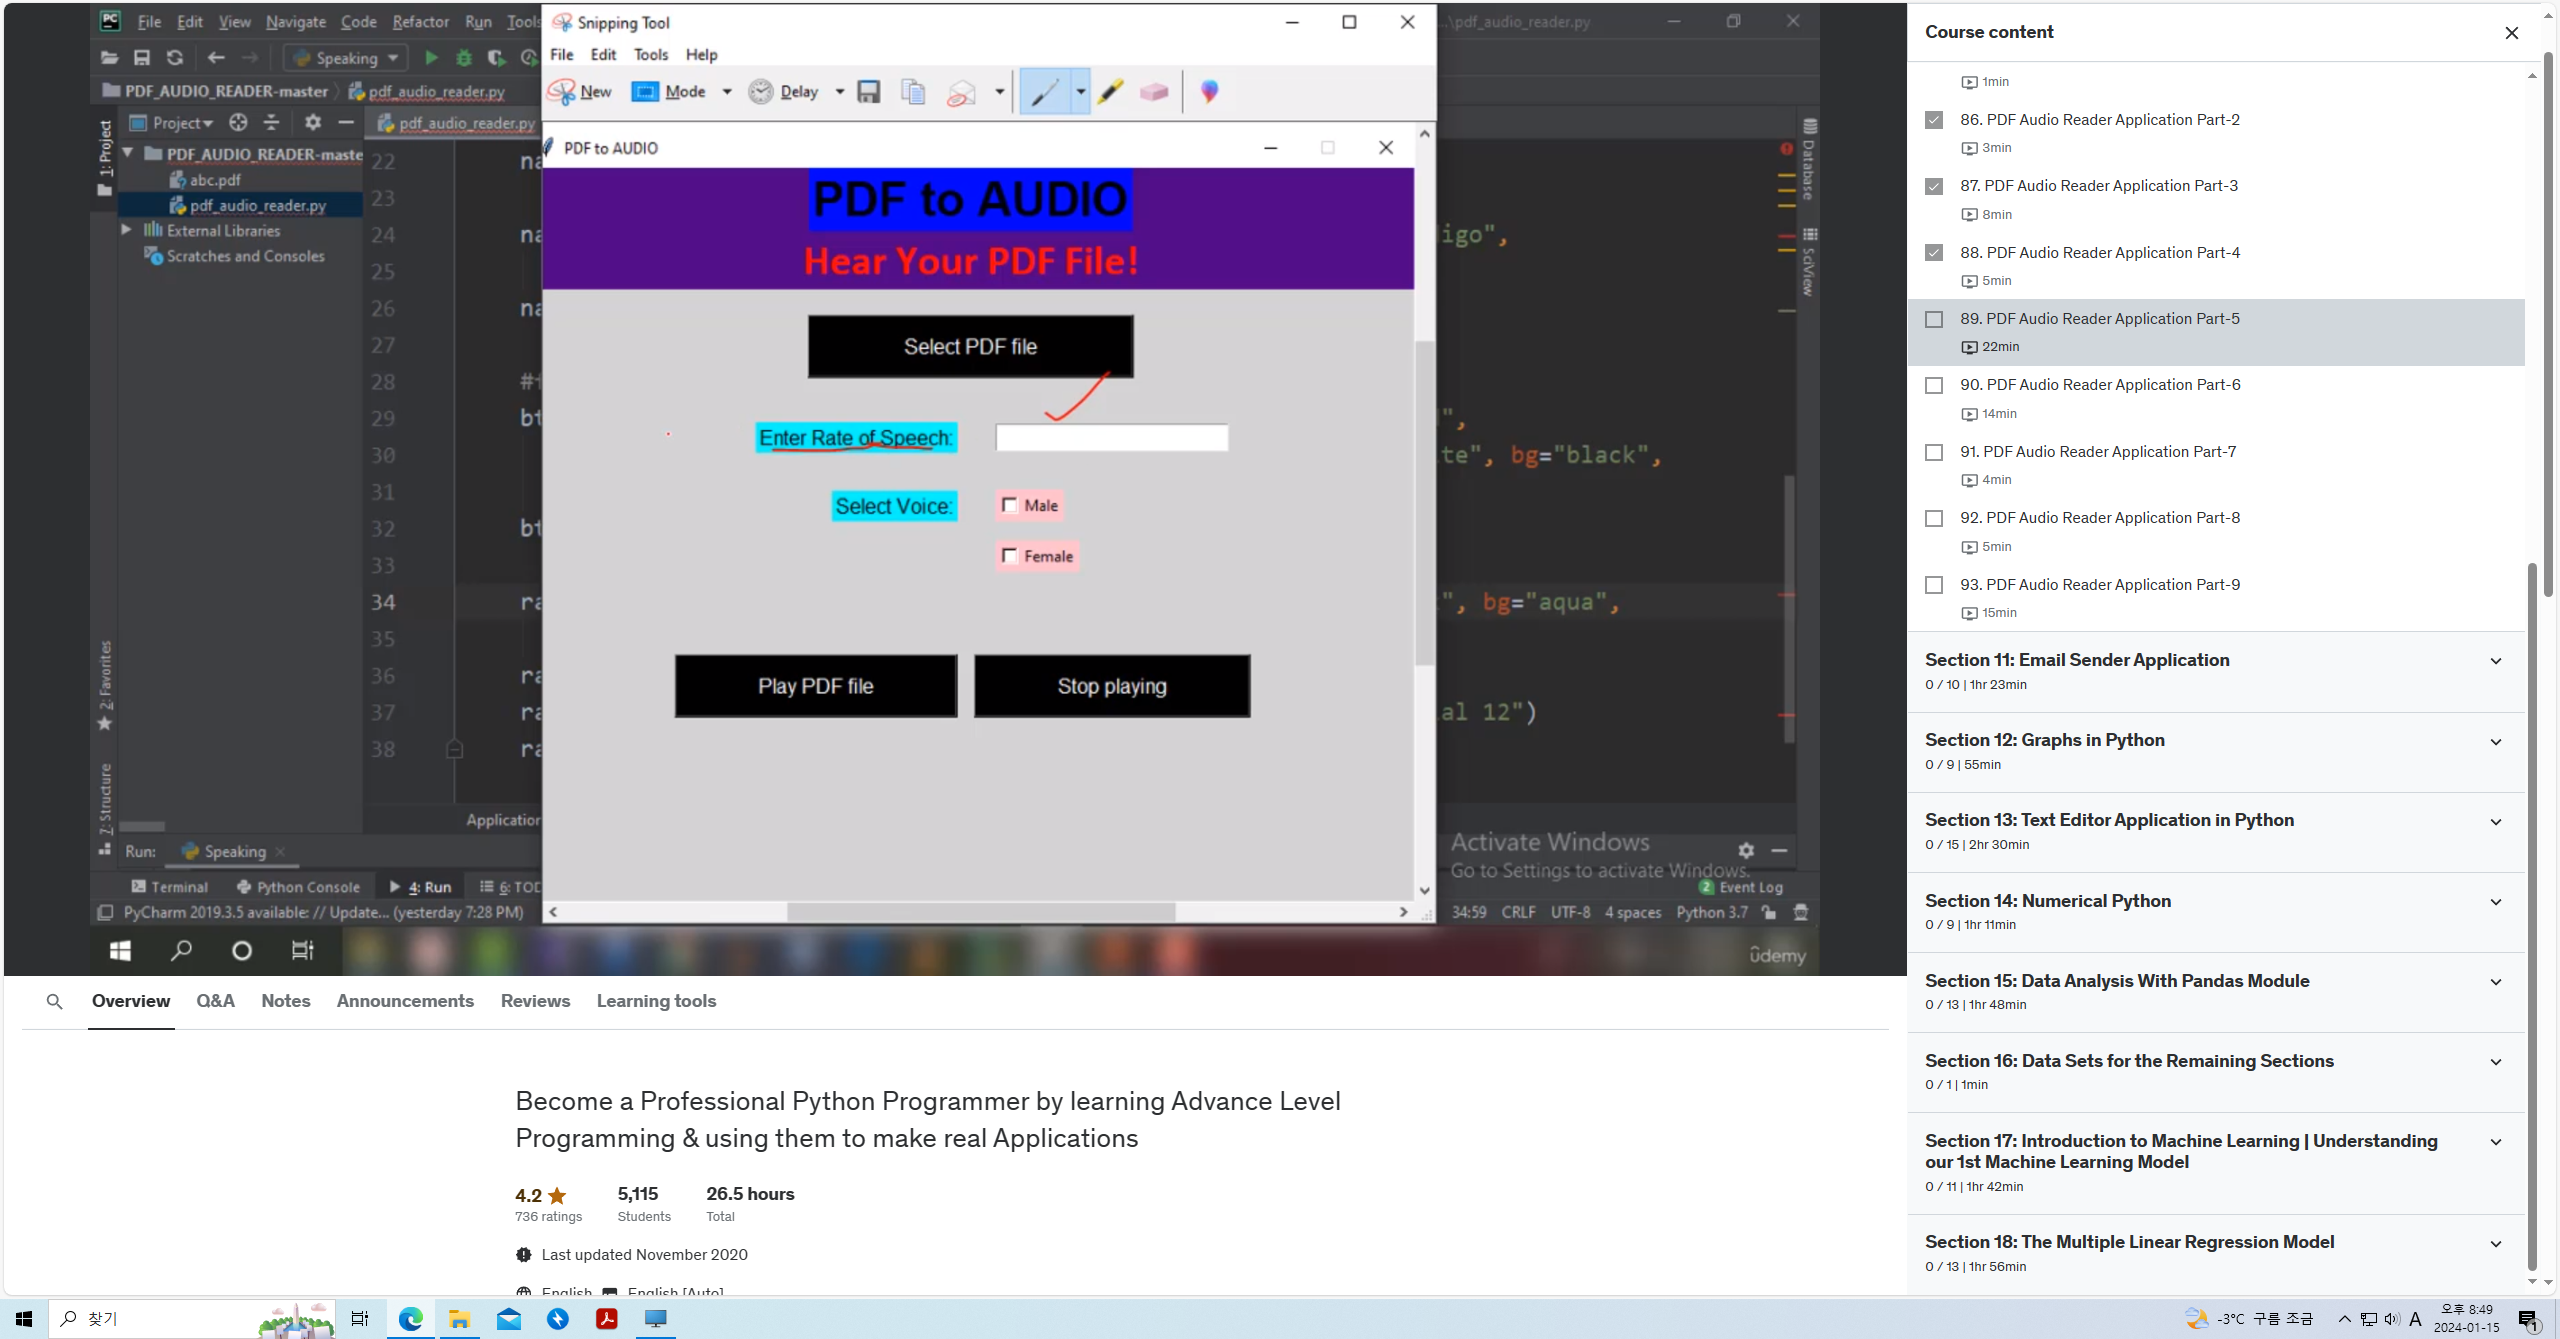 File Edit View Navigate Code Refactor Run Tools
Snipping Tool
...\pdf_audio_reader.py
Speaking
File Edit Tools Help
PDF_AUDIO_READER-master
pdf_audio_reader.py
New Mode Delay
Project
pdf_audio_reader.py
1: Project
PDF_AUDIO_READER-maste
abc.pdf
pdf_audio_reader.py
External Libraries
Scratches and Consoles
2: Favorites
7: Structure
22
23
24
25
26
27
28
29
30
31
32
33
34
35
36
37
38
PDF to AUDIO
PDF to AUDIO
Hear Your PDF File!
Select PDF file
Enter Rate of Speech:
Select Voice:
Male
Female
Play PDF file
Stop playing
digo",
te", bg="black",
", bg="aqua",
al 12")
Database
SciView
Application
Run: Speaking
Activate Windows
Go to Settings to activate Windows.
Terminal Python Console 4: Run 6: TOD
2 Event Log
PyCharm 2019.3.5 available: // Update... (yesterday 7:28 PM)
34:59 CRLF UTF-8 4 spaces Python 3.7
udemy
Course content
1min
86. PDF Audio Reader Application Part-2
3min
87. PDF Audio Reader Application Part-3
8min
88. PDF Audio Reader Application Part-4
5min
89. PDF Audio Reader Application Part-5
22min
90. PDF Audio Reader Application Part-6
14min
91. PDF Audio Reader Application Part-7
4min
92. PDF Audio Reader Application Part-8
5min
93. PDF Audio Reader Application Part-9
15min
Section 11: Email Sender Application
0 / 10 | 1hr 23min
Section 12: Graphs in Python
0 / 9 | 55min
Section 13: Text Editor Application in Python
0 / 15 | 2hr 30min
Section 14: Numerical Python
0 / 9 | 1hr 11min
Section 15: Data Analysis With Pandas Module
0 / 13 | 1hr 48min
Section 16: Data Sets for the Remaining Sections
0 / 1 | 1min
Section 17: Introduction to Machine Learning | Understanding
our 1st Machine Learning Model
0 / 11 | 1hr 42min
Section 18: The Multiple Linear Regression Model
0 / 13 | 1hr 56min
Overview Q&A Notes Announcements Reviews Learning tools
Become a Professional Python Programmer by learning Advance Level
Programming & using them to make real Applications
4.2 5,115 26.5 hours
736 ratings Students Total
Last updated November 2020
English English [Auto]
찾기
-3°C 구름 조금
A
오후 8:49
2024-01-15
1